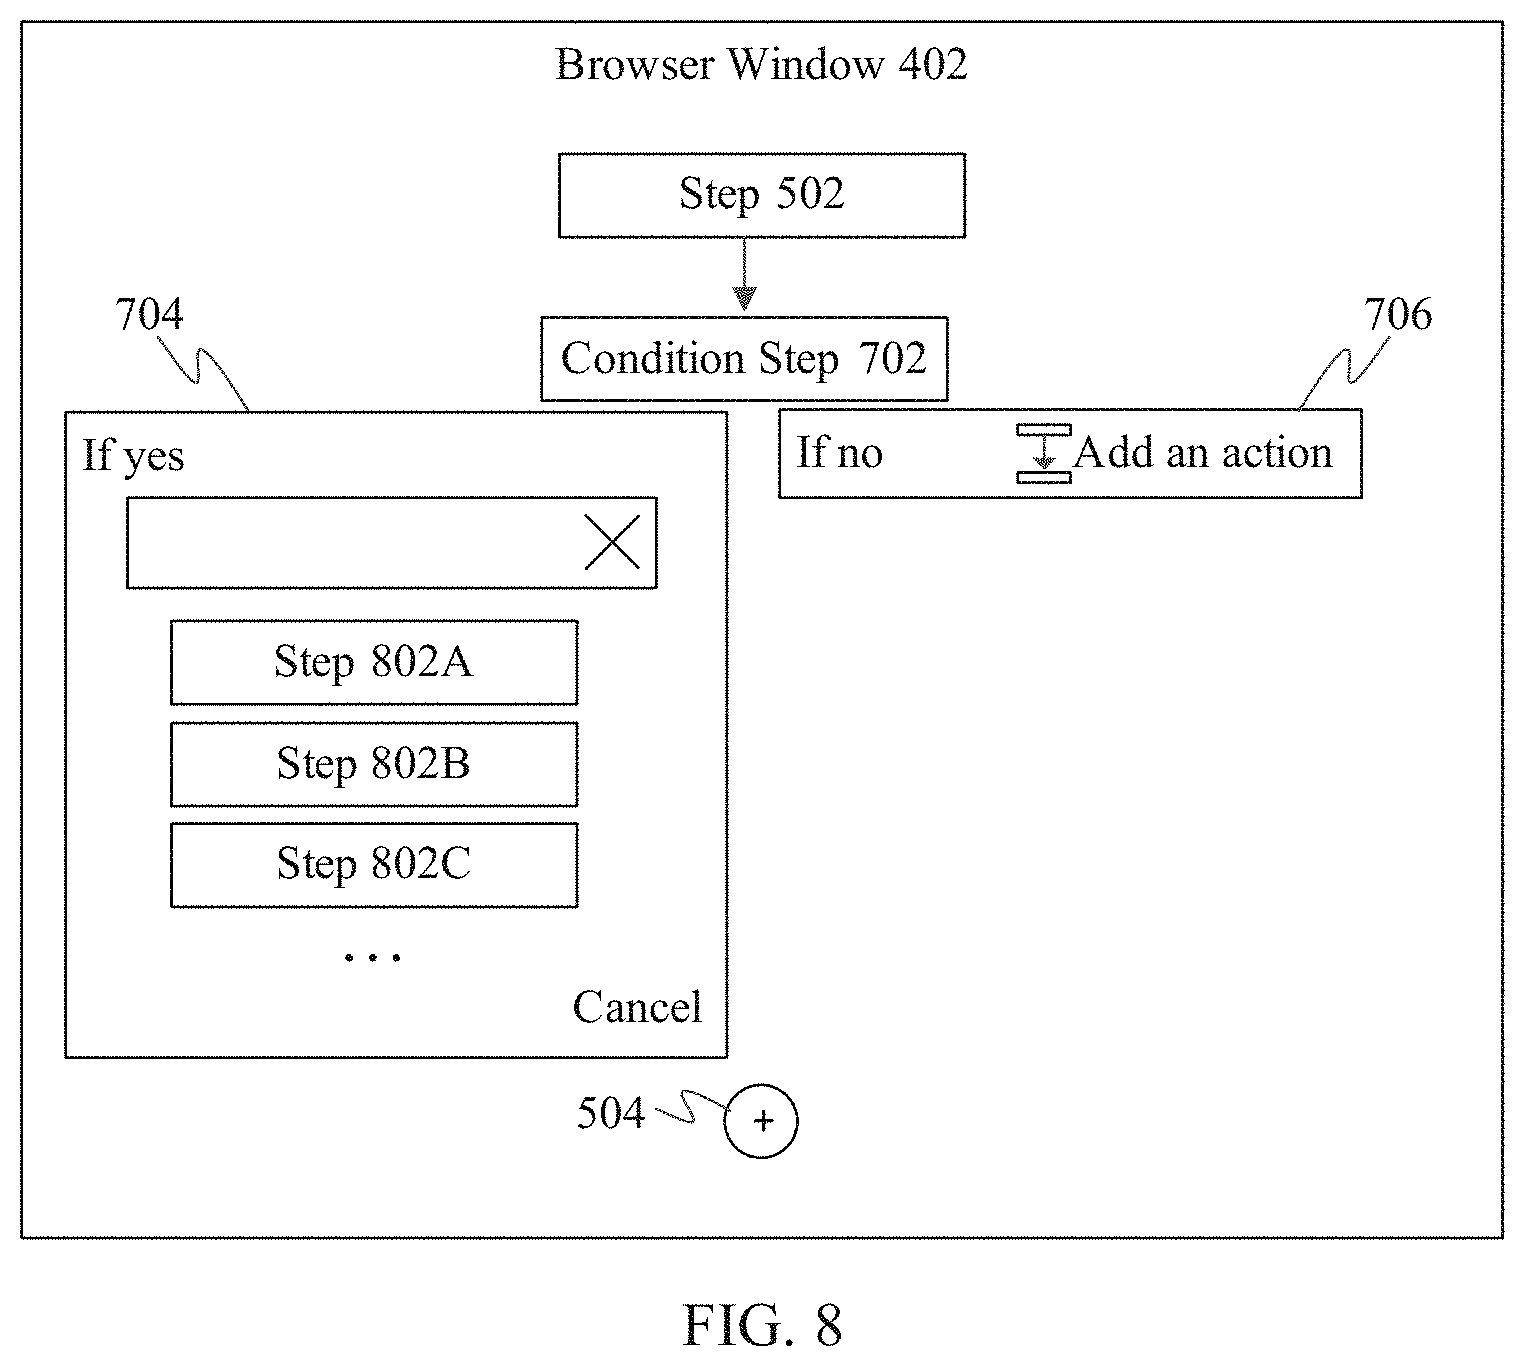 Browser Window 402
Step 502
704
706
Condition Step 702
If yes
If no
Add an action
Step 802A
Step 802B
Step 802C
...
Cancel
504
+
FIG. 8